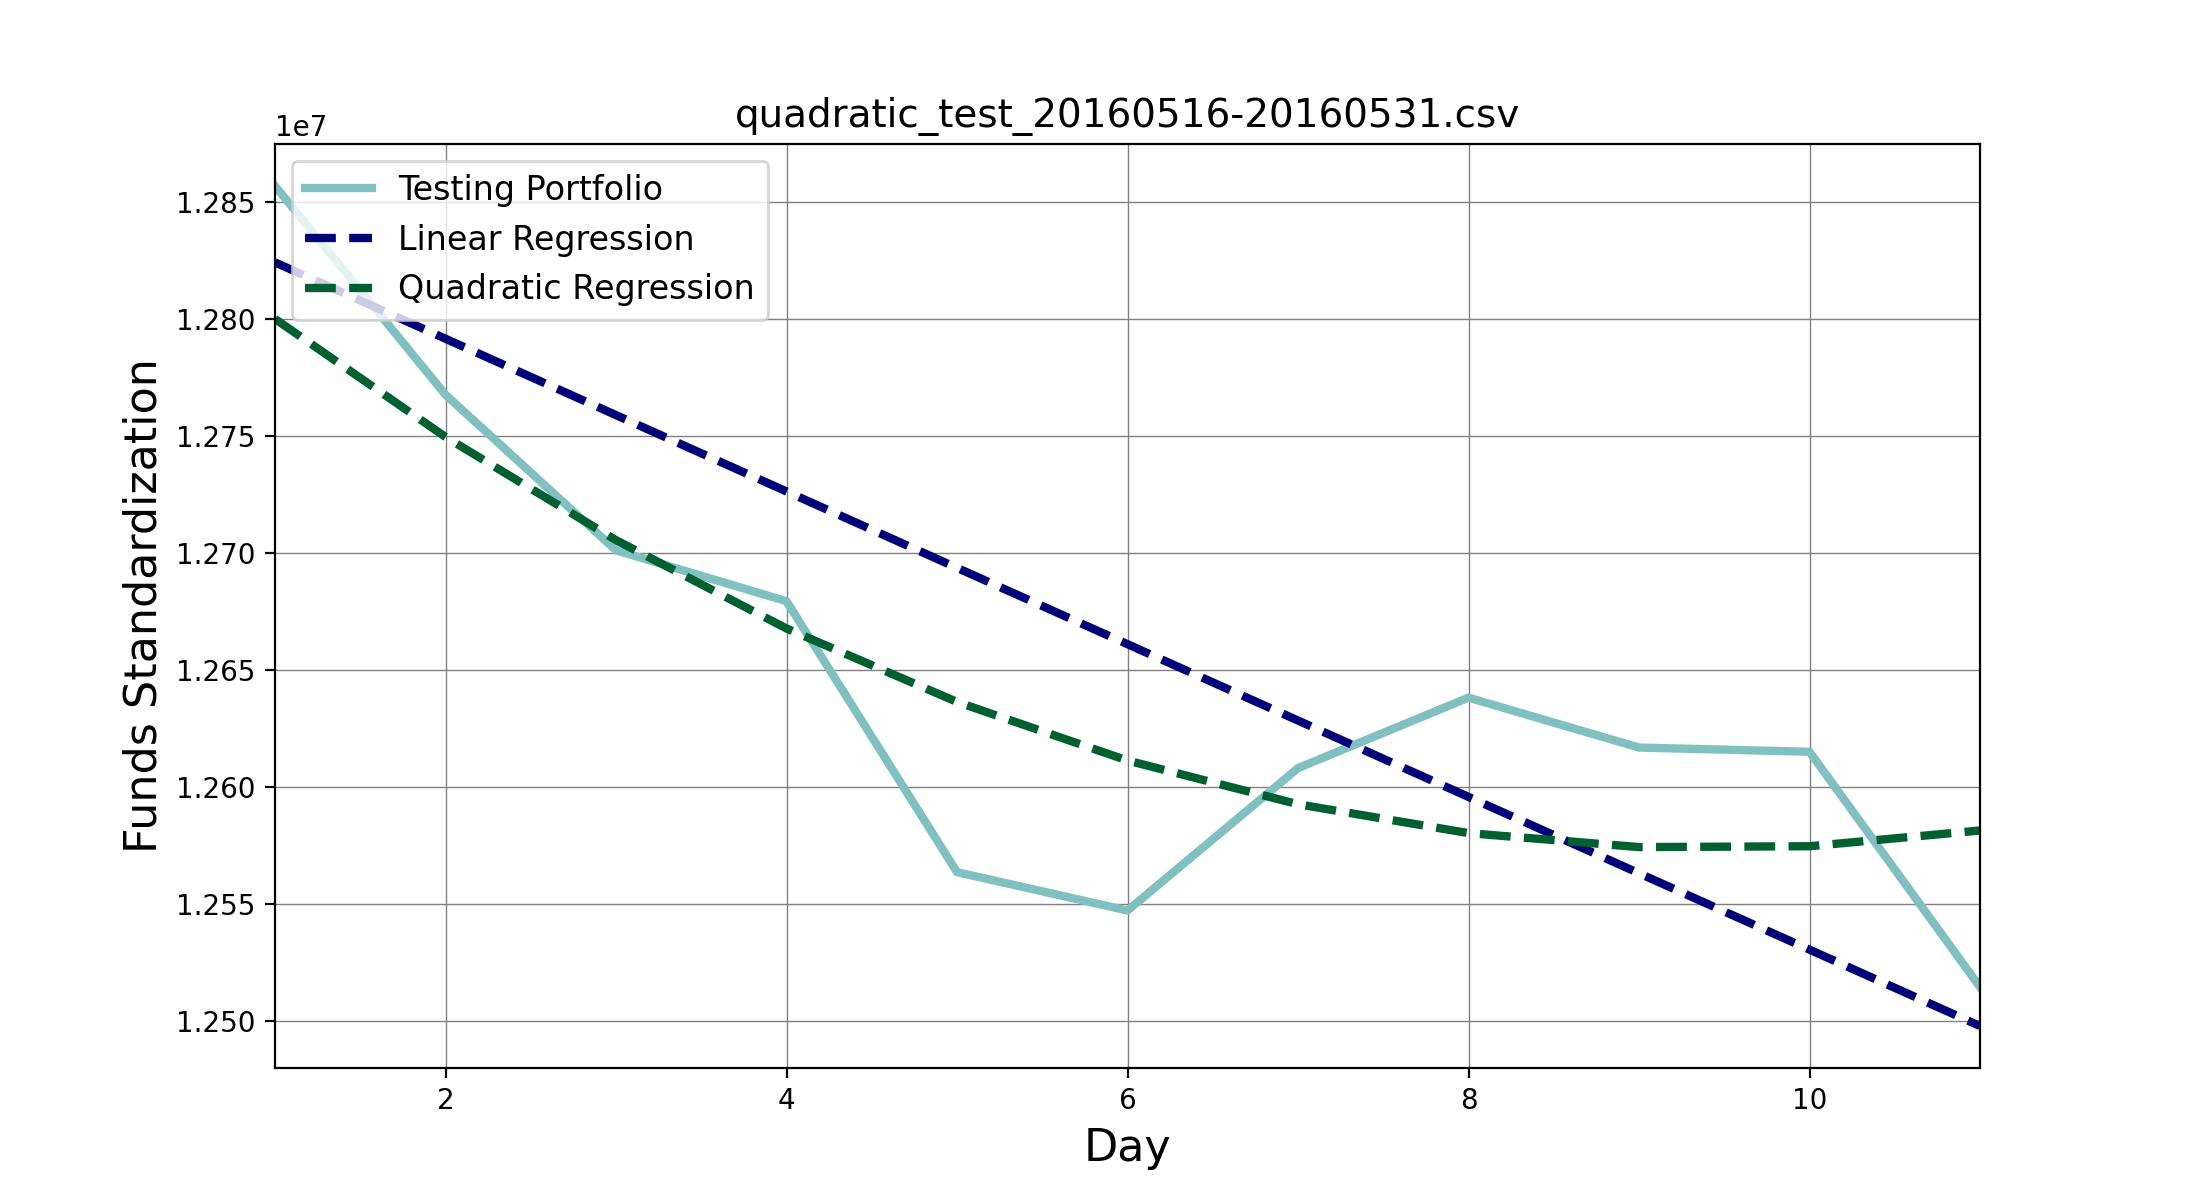 quadratic_test_20160516-20160531.csv
1e7
Testing Portfolio
Linear Regression
Quadratic Regression
1.285
1.280
1.275
1.270
1.265
1.260
1.255
1.250
Funds Standardization
2 4 6 8 10
Day